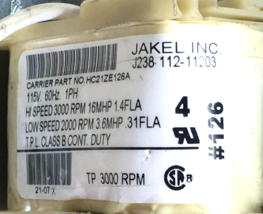 JAKEL INC.
J238-112-11203
CARRIER PART NO. HC21ZE126A
115V, 60Hz, 1PH
HI SPEED 3000 RPM 16MHP 1.4FLA
LOW SPEED 2000 RPM 3.6MHP .31FLA
T.P.L. CLASS B CONT. DUTY
4
#126
TP 3000 RPM
21-07